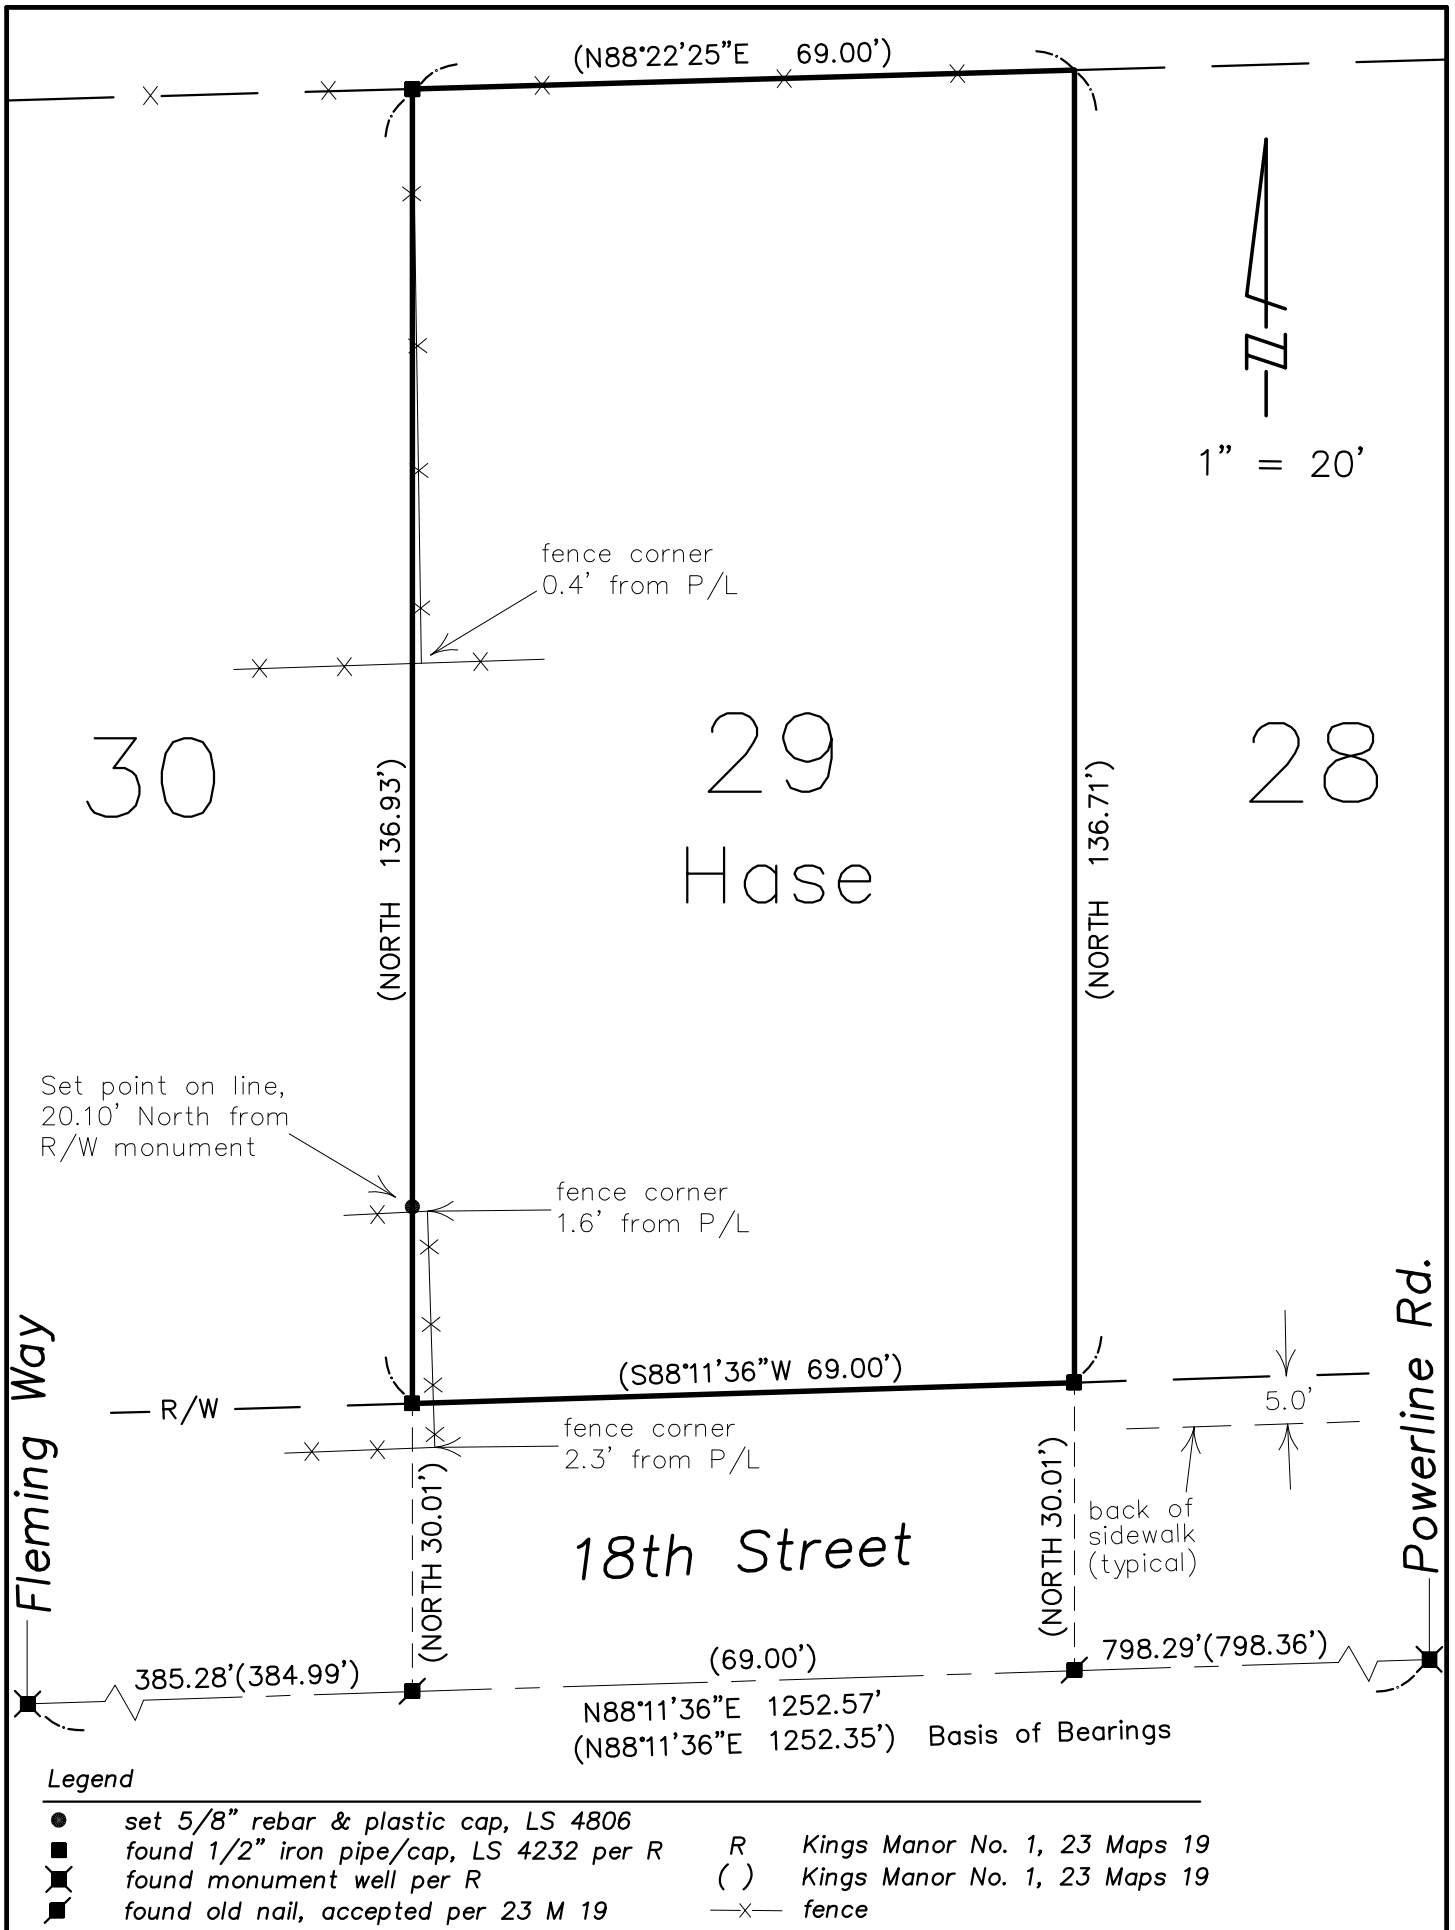 (N88°22'25"E 69.00')
1" = 20'
fence corner
0.4' from P/L
30
29
28
Hase
(NORTH 136.93')
(NORTH 136.71')
Set point on line,
20.10' North from
R/W monument
fence corner
1.6' from P/L
Fleming Way
Powerline Rd.
(S88°11'36"W 69.00')
R/W
5.0'
fence corner
2.3' from P/L
(NORTH 30.01')
(NORTH 30.01')
back of
sidewalk
(typical)
18th Street
385.28'(384.99')
(69.00')
798.29'(798.36')
N88°11'36"E 1252.57'
(N88°11'36"E 1252.35') Basis of Bearings
Legend
set 5/8" rebar & plastic cap, LS 4806
found 1/2" iron pipe/cap, LS 4232 per R
found monument well per R
found old nail, accepted per 23 M 19
R Kings Manor No. 1, 23 Maps 19
( ) Kings Manor No. 1, 23 Maps 19
fence